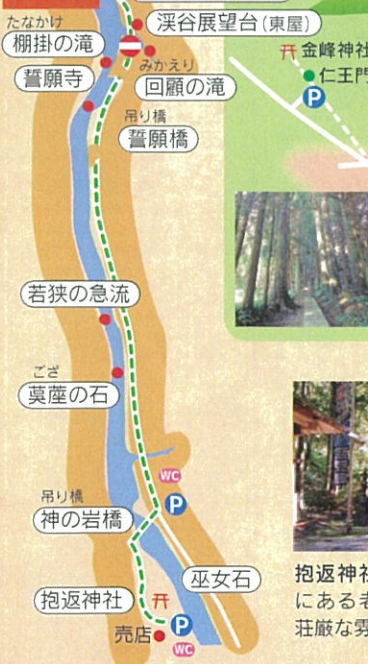 渓谷展望台(東屋)
たなかけ
棚掛の滝
みかえり
回顧の滝
誓願寺
吊り橋
誓願橋
金峰神社
仁王門
P
若狭の急流
ござ
茣蓙の石
WC
P
吊り橋
神の岩橋
巫女石
抱返神社
売店
P
WC
抱返神社
にある
荘厳な